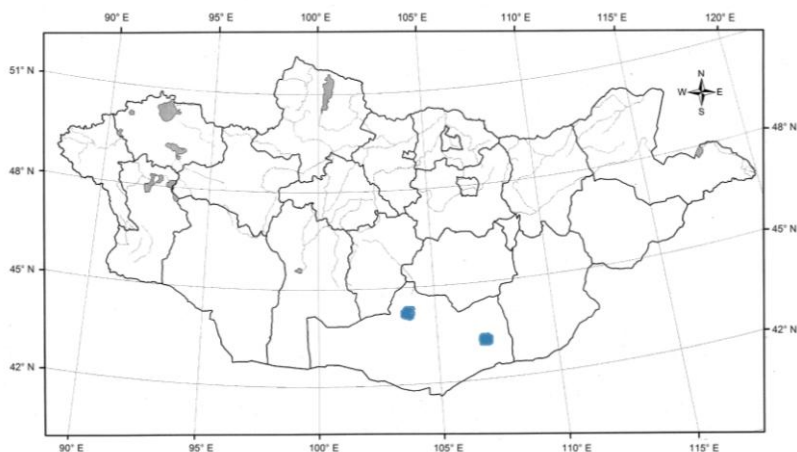 90° E 95° E 100° E 105° E 110° E 115° E 120° E
51° N
N
W E
S
48° N 48° N
45° N 45° N
42° N 42° N
90° E 95° E 100° E 105° E 110° E 115° E